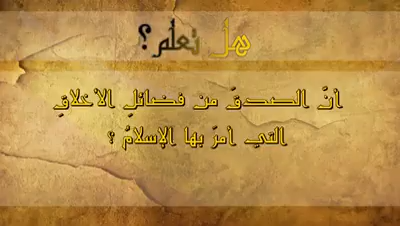 هل تعلم ؟
أنّ الصدقَ من فضائلِ الأخلاقِ
التي أمرَ بها الإسلامُ ؟